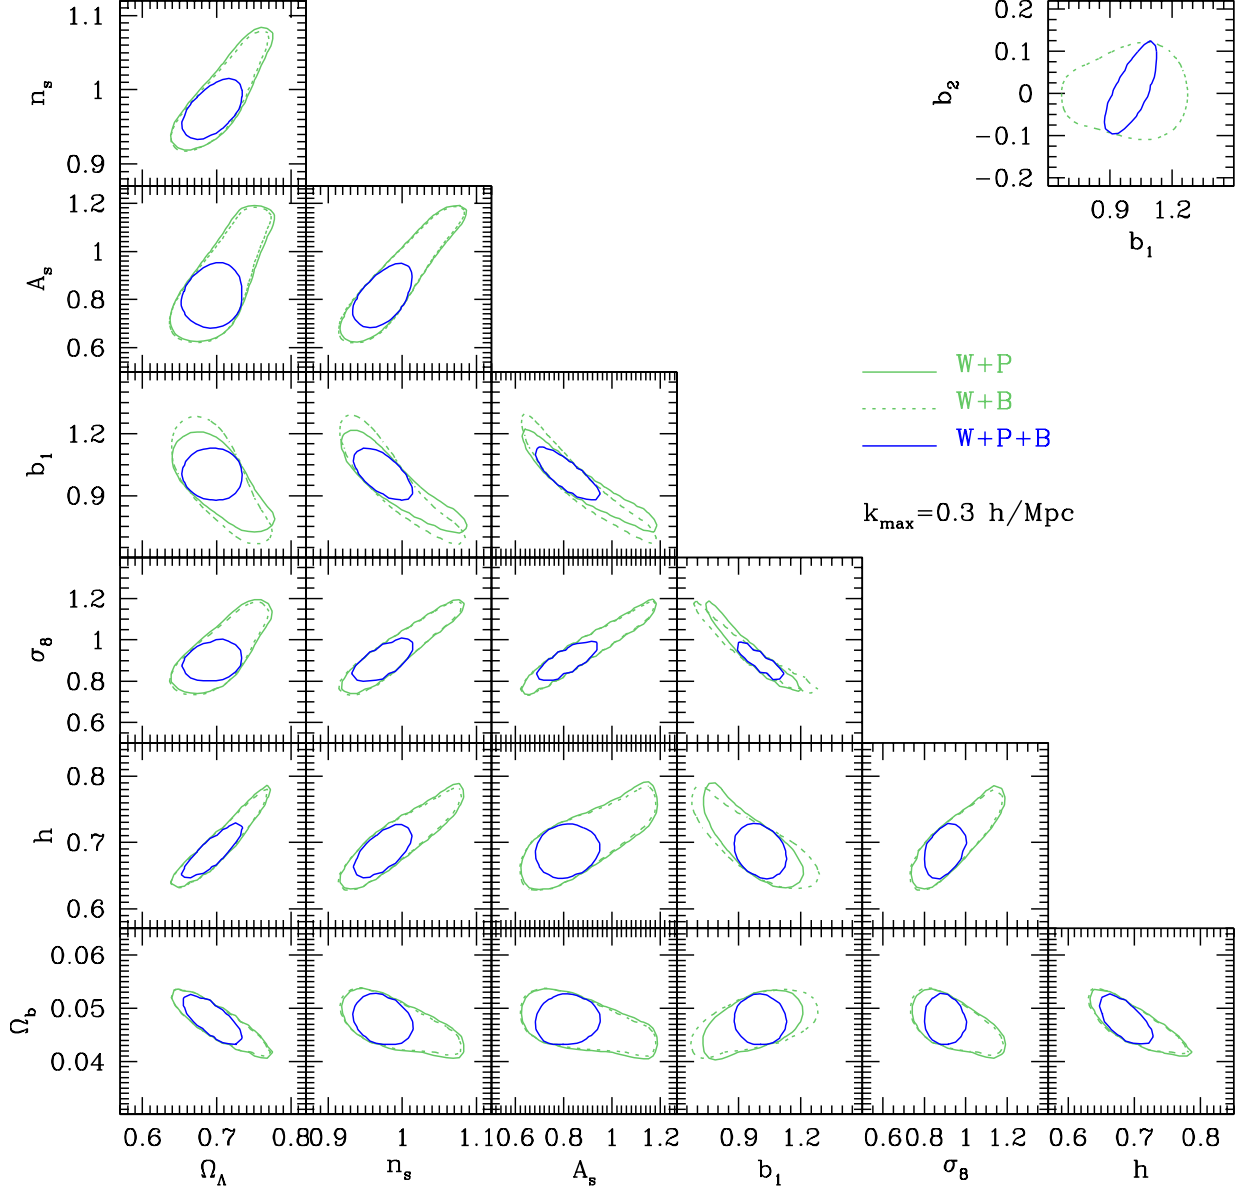 1.1
1
0.9
n_s
0.2
0.1
0
−0.1
−0.2
b_2
0.9 1.2
b_1
1.2
1
0.8
0.6
A_s
W+P
W+B
W+P+B
k_max=0.3 h/Mpc
1.2
0.9
b_1
1.2
1
0.8
0.6
σ_8
0.8
0.7
0.6
h
0.06
0.05
0.04
Ω_b
0.6 0.7 0.8 0.9 1 1.1 0.6 0.8 1 1.2 0.9 1.2 0.6 0.8 1 1.2 0.6 0.7 0.8
Ω_Λ n_s A_s b_1 σ_8 h